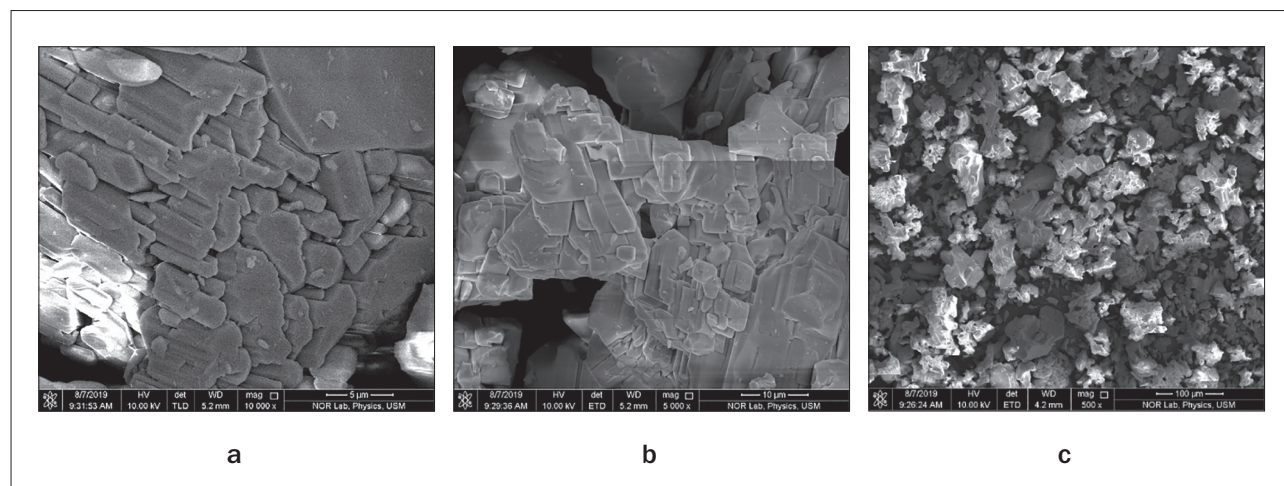 8/7/2019 HV det WD mag 5 µm
9:31:53 AM 10.00 kV TLD 5.2 mm 10 000 x NOR Lab, Physics, USM
8/7/2019 HV det WD mag 10 µm
9:29:36 AM 10.00 kV ETD 5.2 mm 5 000 x NOR Lab, Physics, USM
8/7/2019 HV det WD mag 100 µm
9:26:24 AM 10.00 kV ETD 4.2 mm 500 x NOR Lab, Physics, USM
a
b
c